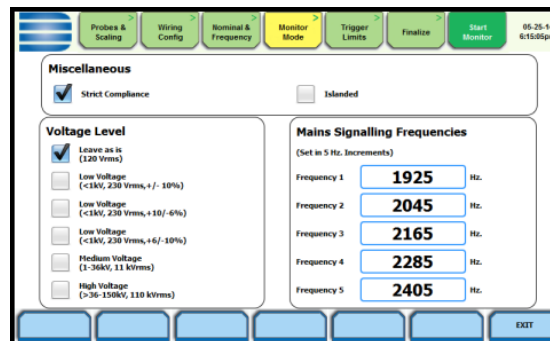 Probes &
Scaling
Wiring
Config
Nominal &
Frequency
Monitor
Mode
Trigger
Limits
Finalize
Start
Monitor
05-25-1
6:15:05p
Miscellaneous
Strict Compliance
Islanded
Voltage Level
Leave as is
(120 Vrms)
Low Voltage
(<1kV, 230 Vrms,+/- 10%)
Low Voltage
(<1kV, 230 Vrms,+10/-6%)
Low Voltage
(<1kV, 230 Vrms,+6/-10%)
Medium Voltage
(1-36kV, 11 kVrms)
High Voltage
(>36-150kV, 110 kVrms)
Mains Signalling Frequencies
(Set in 5 Hz. Increments)
Frequency 1 1925 Hz.
Frequency 2 2045 Hz.
Frequency 3 2165 Hz.
Frequency 4 2285 Hz.
Frequency 5 2405 Hz.
EXIT